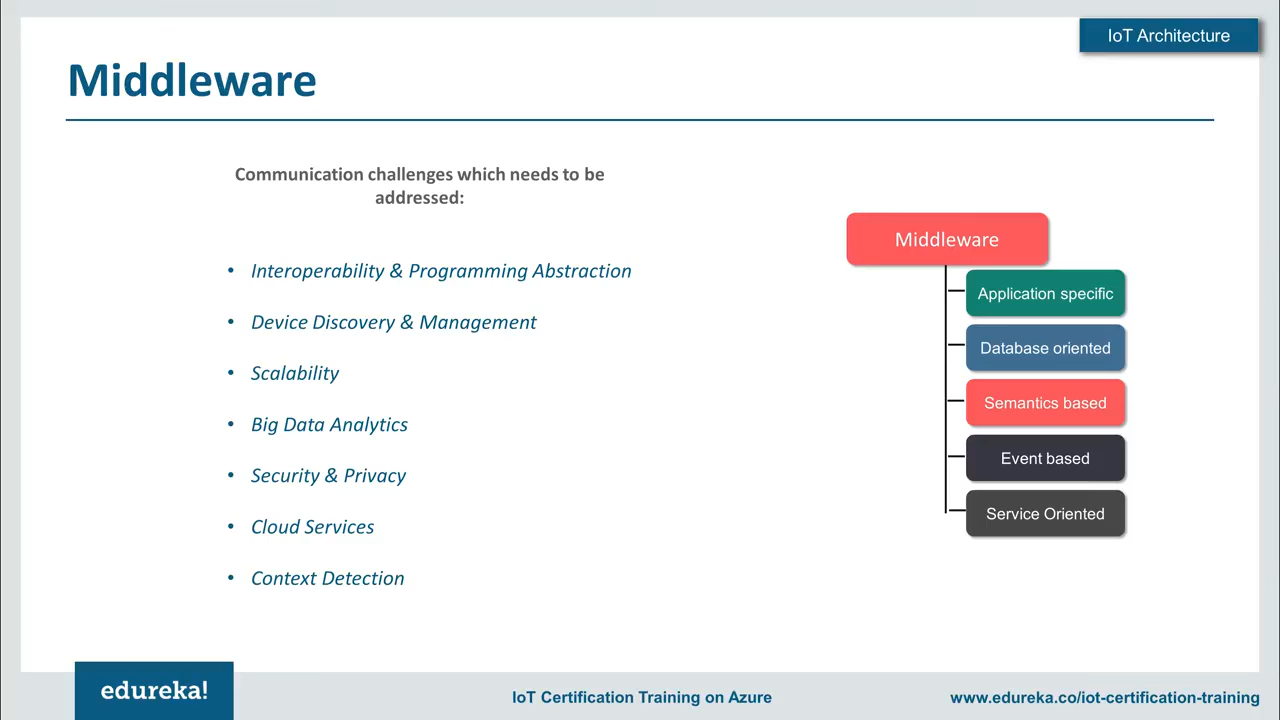 IoT Architecture
Middleware
Communication challenges which needs to be
addressed:
• Interoperability & Programming Abstraction
• Device Discovery & Management
• Scalability
• Big Data Analytics
• Security & Privacy
• Cloud Services
• Context Detection
Middleware
Application specific
Database oriented
Semantics based
Event based
Service Oriented
edureka!
IoT Certification Training on Azure
www.edureka.co/iot-certification-training